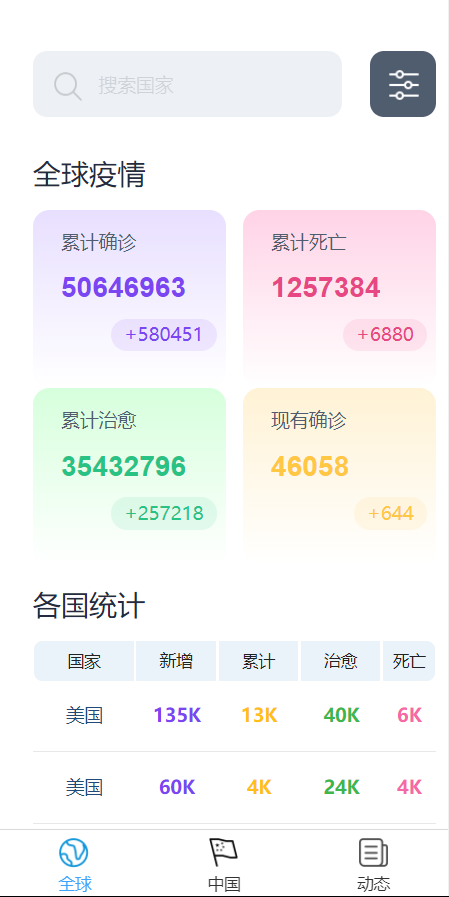 搜索国家
全球疫情
累计确诊 累计死亡
50646963 1257384
+580451 +6880
累计治愈 现有确诊
35432796 46058
+257218 +644
各国统计
国家 新增 累计 治愈 死亡
美国 135K 13K 40K 6K
美国 60K 4K 24K 4K
全球 中国 动态